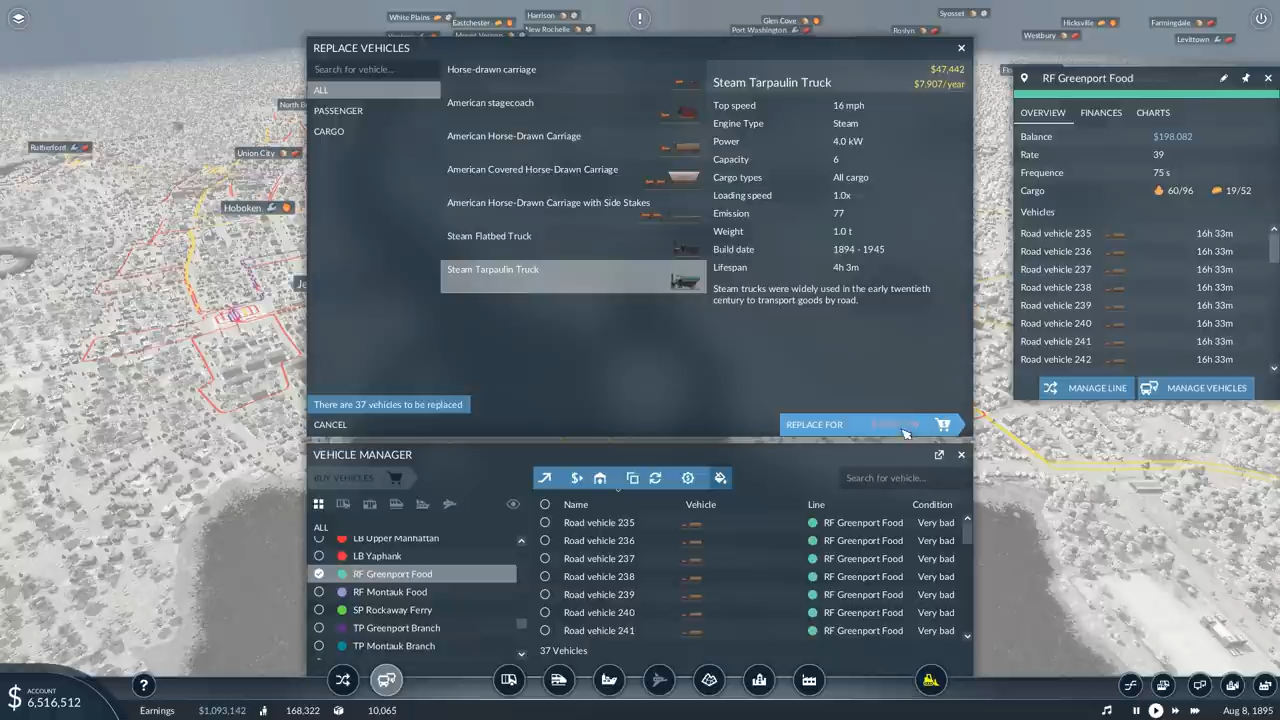 White Plains
Eastchester
Harrison
New Rochelle
Mount Vernon
Glen Cove
Port Washington
Roslyn
Syosset
Hicksville
Westbury
Farmingdale
Levittown
Rutherford
Union City
Hoboken
REPLACE VEHICLES
Search for vehicle...
ALL
PASSENGER
CARGO
Horse-drawn carriage
American stagecoach
American Horse-Drawn Carriage
American Covered Horse-Drawn Carriage
American Horse-Drawn Carriage with Side Stakes
Steam Flatbed Truck
Steam Tarpaulin Truck
$47,442
Steam Tarpaulin Truck
$7,907/year
Top speed 16 mph
Engine Type Steam
Power 4.0 kW
Capacity 6
Cargo types All cargo
Loading speed 1.0x
Emission 77
Weight 1.0 t
Build date 1894 - 1945
Lifespan 4h 3m
Steam trucks were widely used in the early twentieth
century to transport goods by road.
There are 37 vehicles to be replaced
CANCEL
REPLACE FOR
RF Greenport Food
OVERVIEW FINANCES CHARTS
Balance $198,082
Rate 39
Frequence 75 s
Cargo 60/96 19/52
Vehicles
Road vehicle 235 16h 33m
Road vehicle 236 16h 33m
Road vehicle 237 16h 33m
Road vehicle 238 16h 33m
Road vehicle 239 16h 33m
Road vehicle 240 16h 33m
Road vehicle 241 16h 33m
Road vehicle 242 16h 33m
MANAGE LINE MANAGE VEHICLES
VEHICLE MANAGER
BUY VEHICLES
Search for vehicle...
ALL
LB Upper Manhattan
LB Yaphank
RF Greenport Food
RF Montauk Food
SP Rockaway Ferry
TP Greenport Branch
TP Montauk Branch
Name Vehicle Line Condition
Road vehicle 235 RF Greenport Food Very bad
Road vehicle 236 RF Greenport Food Very bad
Road vehicle 237 RF Greenport Food Very bad
Road vehicle 238 RF Greenport Food Very bad
Road vehicle 239 RF Greenport Food Very bad
Road vehicle 240 RF Greenport Food Very bad
Road vehicle 241 RF Greenport Food Very bad
37 Vehicles
$ ACCOUNT
6,516,512
?
Earnings $1,093,142 168,322 10,065
Aug 8, 1895